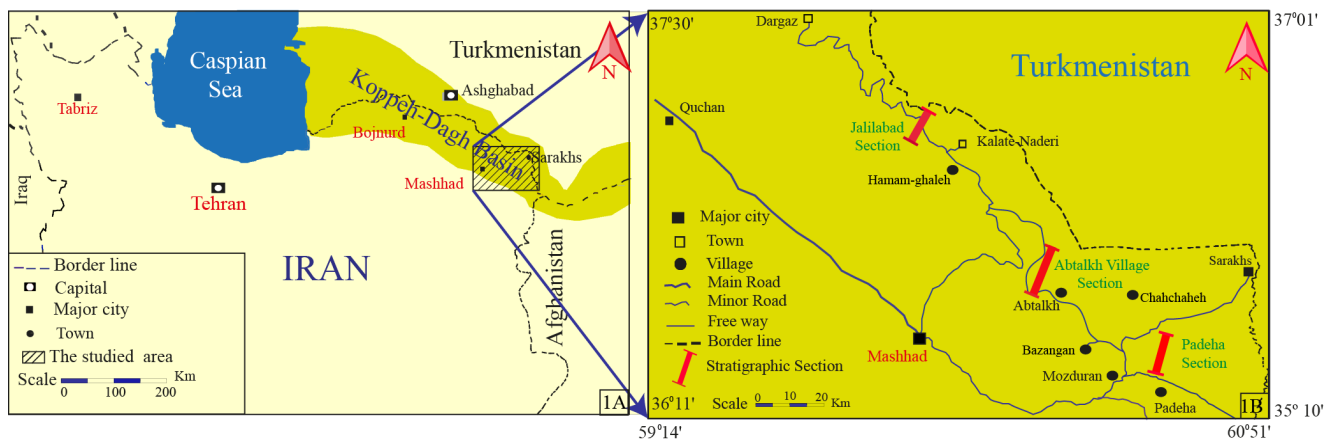 Turkmenistan
N
Caspian
Sea
Ashghabad
Tabriz
Koppeh-Dagh Basin
Bojnurd
Sarakhs
Mashhad
Iraq
Tehran
IRAN
Afghanistan
Border line
Capital
Major city
Town
The studied area
Scale
Km
0 100 200
1A
37°30'
Dargaz
37°01'
Turkmenistan
N
Quchan
Jalilabad
Section
Kalate-Naderi
Hamam-ghaleh
Major city
Town
Village
Main Road
Minor Road
Free way
Border line
Stratigraphic Section
Abtalkh Village
Section
Sarakhs
Abtalkh
Chahchaheh
Mashhad
Bazangan
Padeha
Section
Mozduran
Padeha
36°11'
Scale 0 10 20 Km
1B
35° 10'
59°14'
60°51'